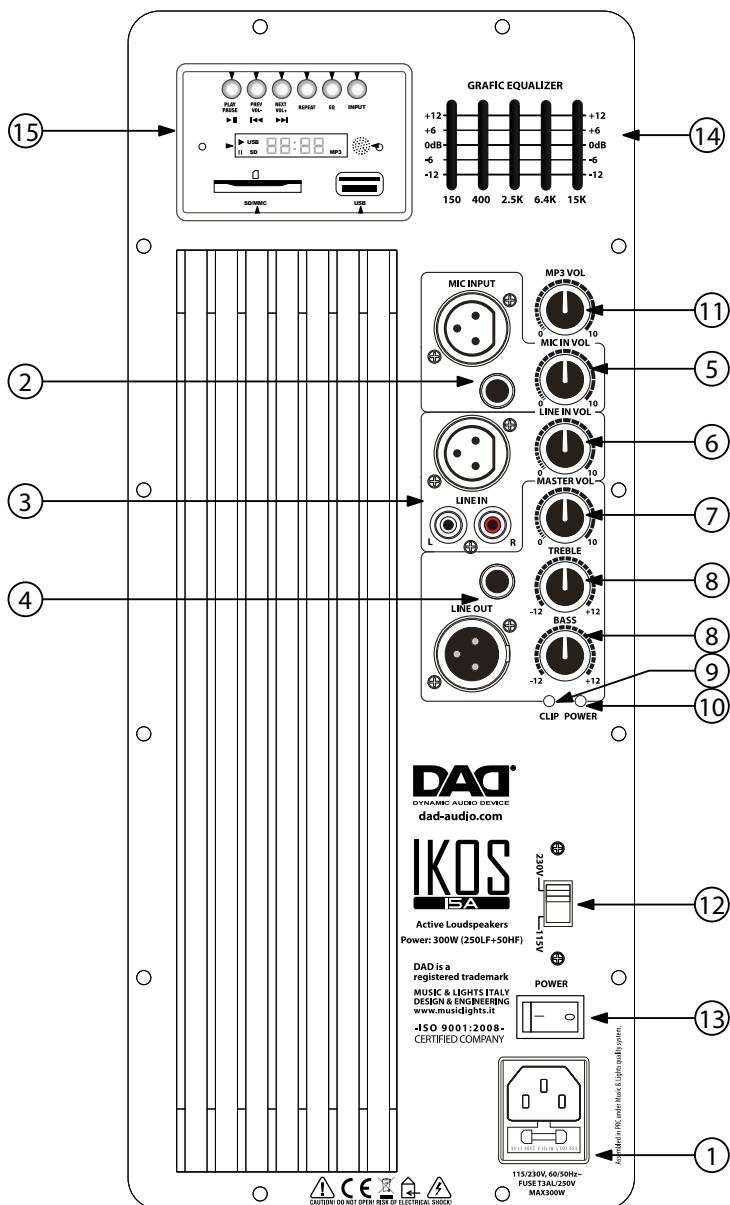 GRAFIC EQUALIZER
PLAY PAUSE
PREV VOL-
NEXT VOL+
REPEAT
EQ
INPUT
USB
SD
88:88
MP3
SD/MMC
USB
+12 +12
+6 +6
0dB 0dB
-6 -6
-12 -12
150 400 2.5K 6.4K 15K
15
14
MIC INPUT
MP3 VOL
0 10
11
MIC IN VOL
0 10
2
5
LINE IN VOL
6
3
LINE IN
L R
MASTER VOL
0 10
7
TREBLE
-12 +12
8
4
LINE OUT
BASS
-12 +12
8
9
10
CLIP POWER
DAD®
DYNAMIC AUDIO DEVICE
dad-audio.com
IKOS
15A
Active Loudspeakers
Power: 300W (250LF+50HF)
230V
115V
12
DAD is a
registered trademark
MUSIC & LIGHTS ITALY
DESIGN & ENGINEERING
www.musiclights.it
-ISO 9001:2008-
CERTIFIED COMPANY
POWER
13
Assembled in PRC under Music & Lights quality system.
1
115/230V, 60/50Hz~
FUSE T3AL/250V
MAX300W
CE
CAUTION! DO NOT OPEN! RISK OF ELECTRICAL SHOCK!